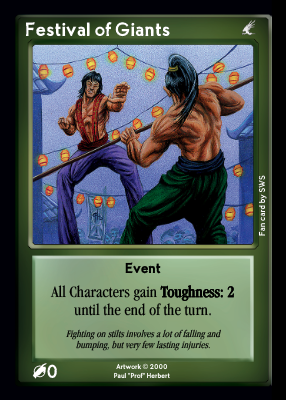 Festival of Giants
Fan card by SWS
Event
All Characters gain Toughness: 2
until the end of the turn.
Fighting on stilts involves a lot of falling and
bumping, but very few lasting injuries.
0
Artwork © 2000
Paul "Prof" Herbert